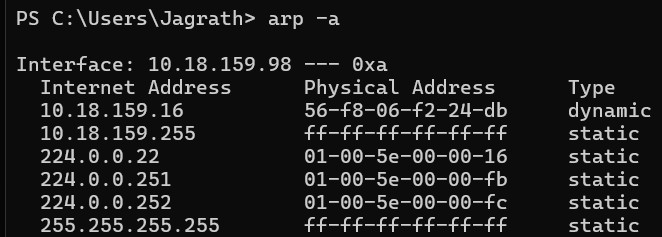 PS C:\Users\Jagrath> arp -a
Interface: 10.18.159.98 --- 0xa
Internet Address Physical Address Type
10.18.159.16 56-f8-06-f2-24-db dynamic
10.18.159.255 ff-ff-ff-ff-ff-ff static
224.0.0.22 01-00-5e-00-00-16 static
224.0.0.251 01-00-5e-00-00-fb static
224.0.0.252 01-00-5e-00-00-fc static
255.255.255.255 ff-ff-ff-ff-ff-ff static